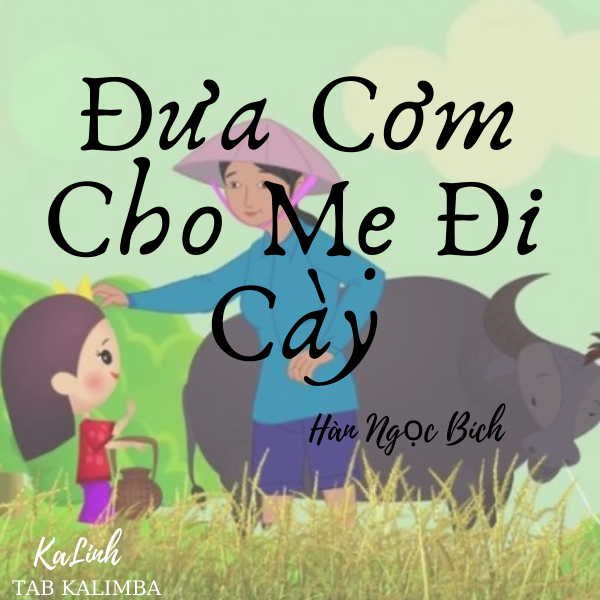 Đưa Cơm
Cho Mẹ Đi
Cày
Hàn Ngọc Bích
KaLinh
TAB KALIMBA